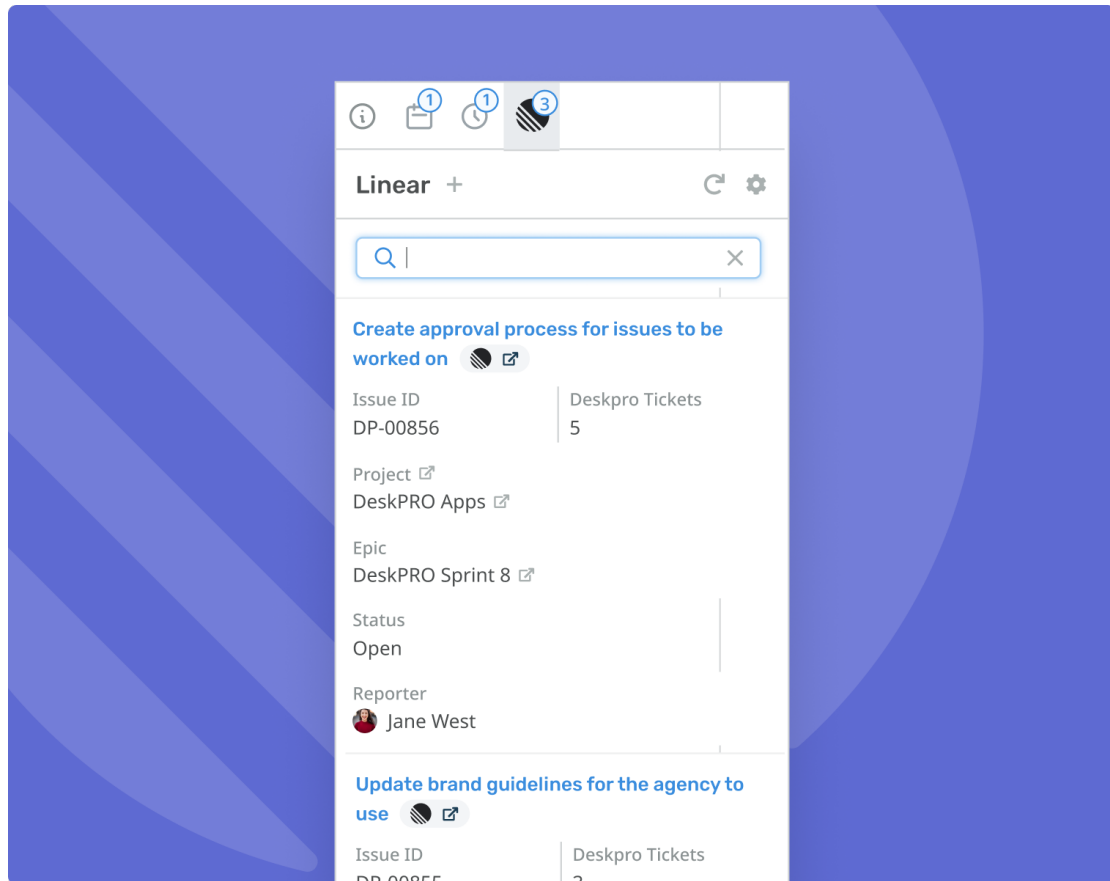 1 1 3
Linear
Create approval process for issues to be
worked on
Issue ID Deskpro Tickets
DP-00856 5
Project
DeskPRO Apps
Epic
DeskPRO Sprint 8
Status
Open
Reporter
Jane West
Update brand guidelines for the agency to
use
Issue ID Deskpro Tickets
DP-00855